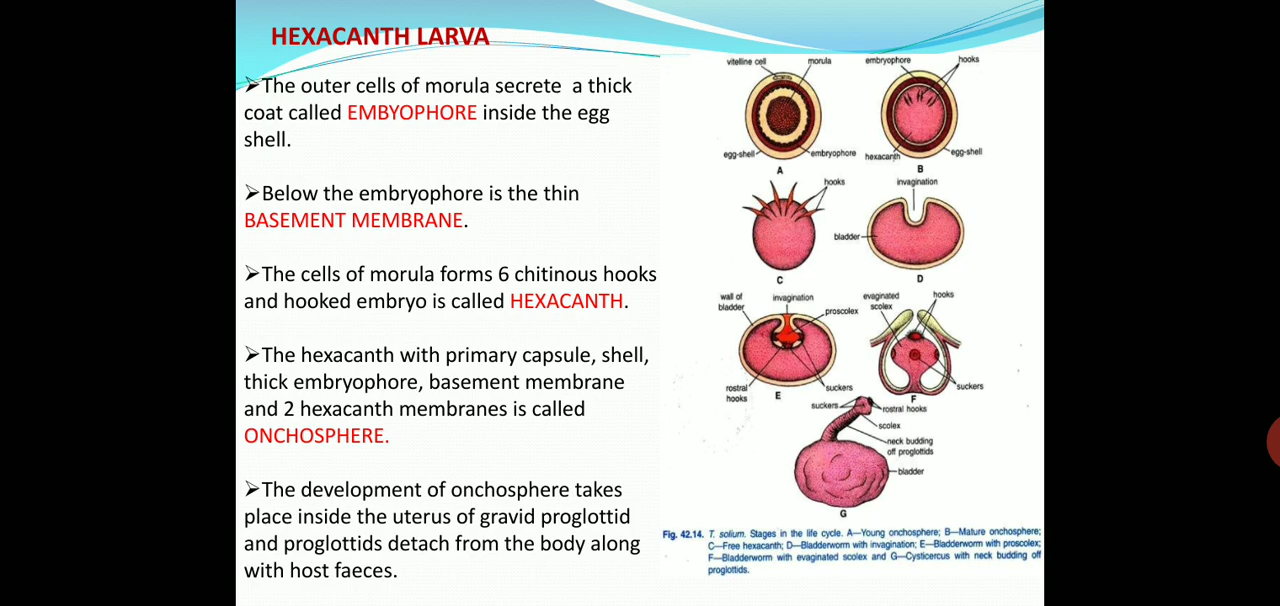 HEXACANTH LARVA
➢The outer cells of morula secrete a thick
coat called EMBYOPHORE inside the egg
shell.
➢Below the embryophore is the thin
BASEMENT MEMBRANE.
➢The cells of morula forms 6 chitinous hooks
and hooked embryo is called HEXACANTH.
➢The hexacanth with primary capsule, shell,
thick embryophore, basement membrane
and 2 hexacanth membranes is called
ONCHOSPHERE.
➢The development of onchosphere takes
place inside the uterus of gravid proglottid
and proglottids detach from the body along
with host faeces.
vitelline cell
morula
egg-shell
embryophore
A
embryophore
hooks
hexacanth
egg-shell
B
hooks
C
invagination
bladder
D
wall of
bladder
invagination
proscolex
rostral
hooks
suckers
E
evaginated
scolex
hooks
suckers
F
suckers
rostral hooks
scolex
neck budding
off proglottids
bladder
G
Fig. 42.14. T. solium. Stages in the life cycle. A—Young onchosphere; B—Mature onchosphere;
C—Free hexacanth; D—Bladderworm with invagination; E—Bladderworm with proscolex;
F—Bladderworm with evaginated scolex and G—Cysticercus with neck budding off
proglottids.